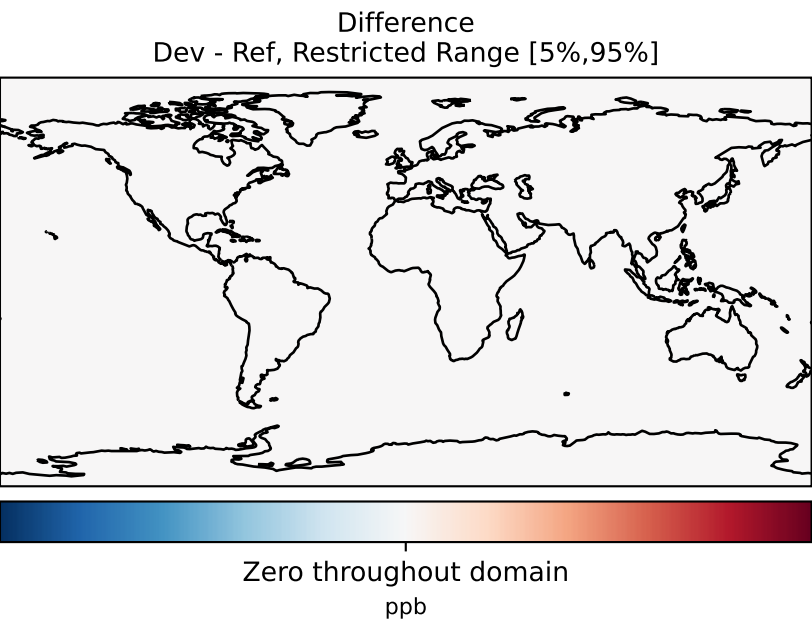 Difference
Dev - Ref, Restricted Range [5%,95%]
Zero throughout domain
ppb